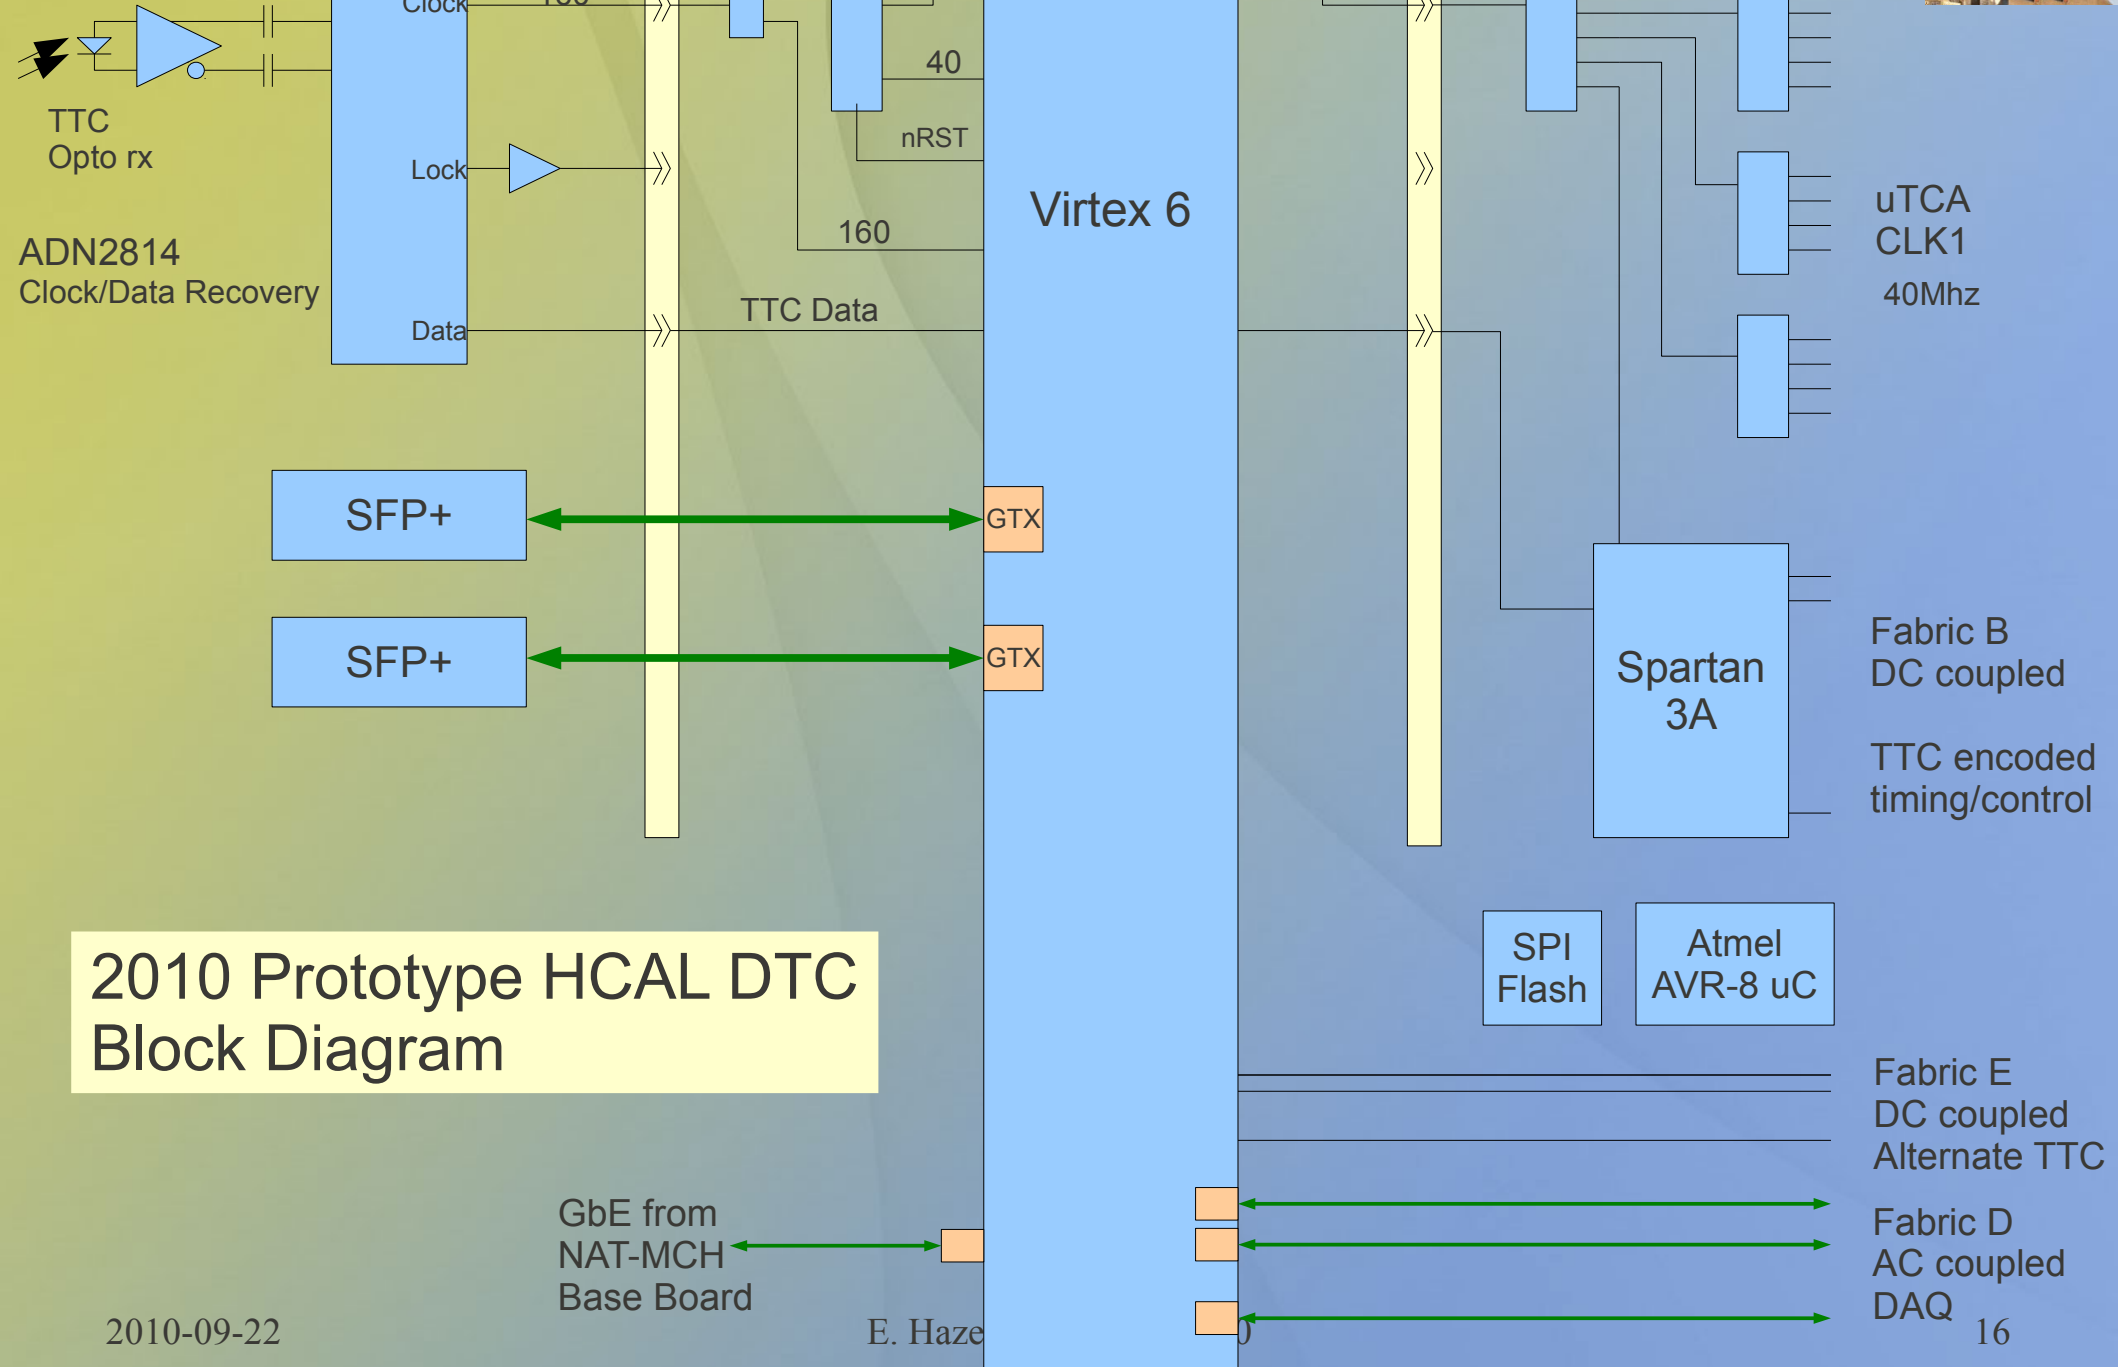 Clock
40
TTC
Opto rx
nRST
Lock
Virtex 6
160
uTCA
CLK1
40Mhz
ADN2814
Clock/Data Recovery
TTC Data
Data
SFP+
GTX
SFP+
GTX
Spartan
3A
Fabric B
DC coupled
TTC encoded
timing/control
SPI
Flash
Atmel
AVR-8 uC
2010 Prototype HCAL DTC
Block Diagram
Fabric E
DC coupled
Alternate TTC
GbE from
NAT-MCH
Base Board
Fabric D
AC coupled
DAQ
2010-09-22
E. Haze
16